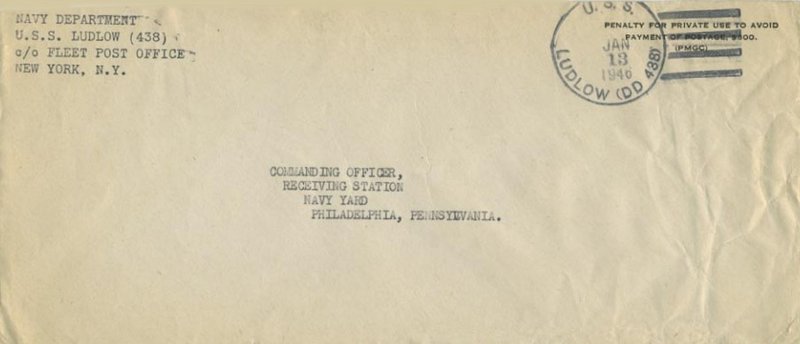 NAVY DEPARTMENT
U.S.S. LUDLOW (438)
c/o FLEET POST OFFICE
NEW YORK, N.Y.
U. S. S.
JAN
13
1946
LUDLOW (DD 438)
PENALTY FOR PRIVATE USE TO AVOID
PAYMENT OF POSTAGE, $300.
(PMGC)
COMMANDING OFFICER,
RECEIVING STATION
NAVY YARD
PHILADELPHIA, PENNSYLVANIA.